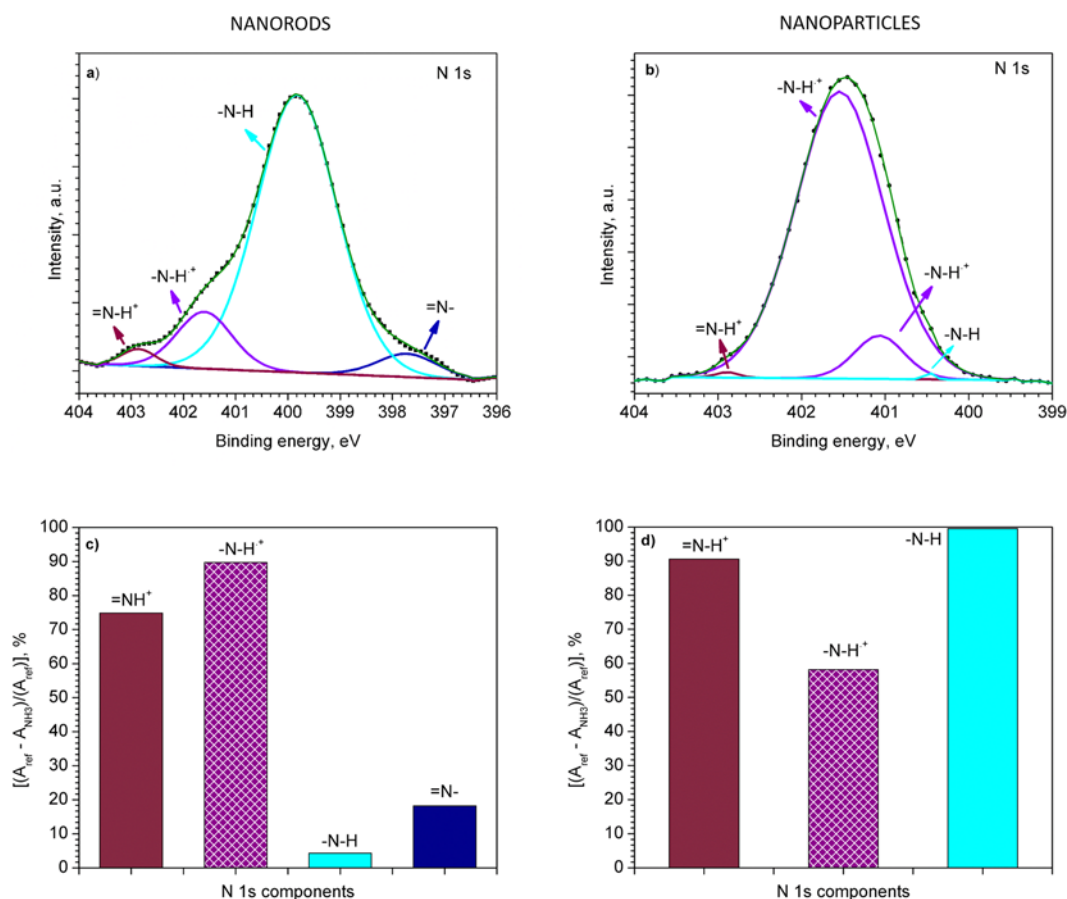 NANORODS
NANOPARTICLES
a)
N 1s
-N-H
-N-H·+
=N-H+
=N-
Intensity, a.u.
404 403 402 401 400 399 398 397 396
Binding energy, eV
b)
N 1s
-N-H·+
-N-H·+
=N-H+
-N-H
Intensity, a.u.
404 403 402 401 400 399
Binding energy, eV
c)
=NH+
-N-H·+
-N-H
=N-
100
90
80
70
60
50
40
30
20
10
0
[(Aref - ANH3)/(Aref)], %
N 1s components
d)
=N-H+
-N-H·+
-N-H
100
90
80
70
60
50
40
30
20
10
0
[(Aref - ANH3)/(Aref)], %
N 1s components